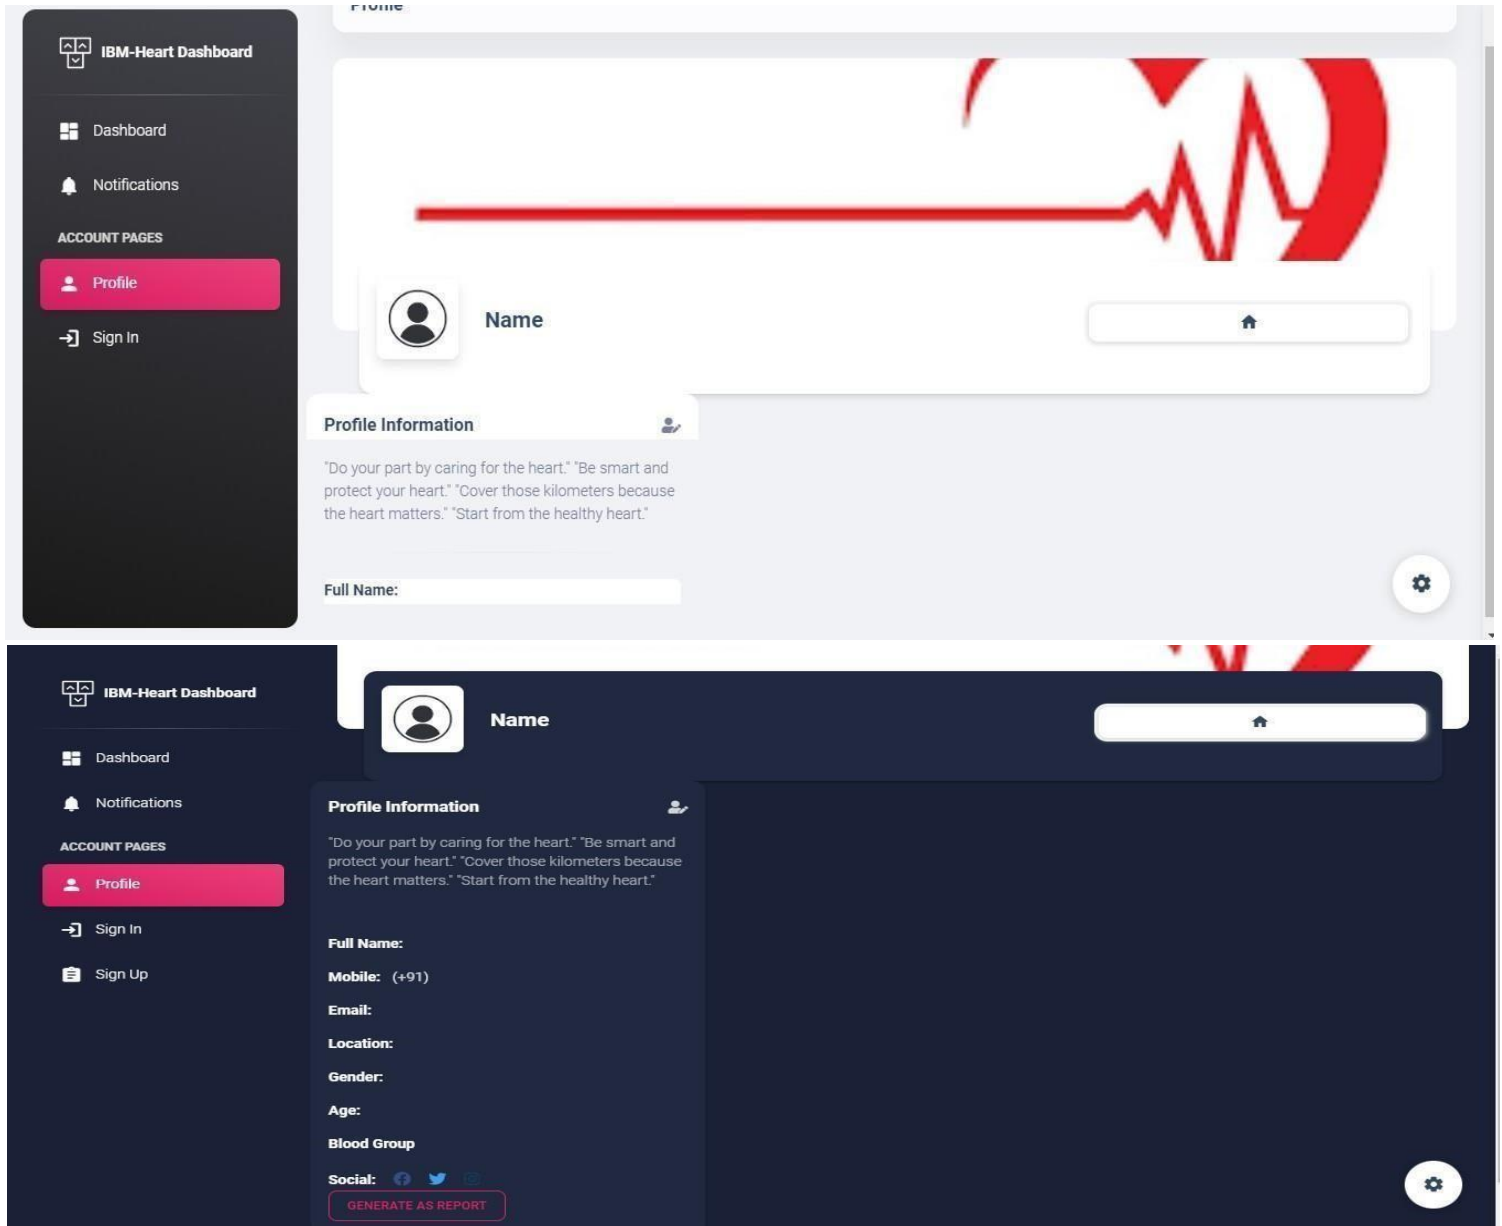 Profile
IBM-Heart Dashboard
Dashboard
Notifications
ACCOUNT PAGES
Profile
Sign In
Name
Profile Information
"Do your part by caring for the heart." "Be smart and
protect your heart." "Cover those kilometers because
the heart matters." "Start from the healthy heart."
Full Name:
IBM-Heart Dashboard
Dashboard
Notifications
ACCOUNT PAGES
Profile
Sign In
Sign Up
Name
Profile Information
"Do your part by caring for the heart." "Be smart and
protect your heart." "Cover those kilometers because
the heart matters." "Start from the healthy heart."
Full Name:
Mobile: (+91)
Email:
Location:
Gender:
Age:
Blood Group
Social:
GENERATE AS REPORT